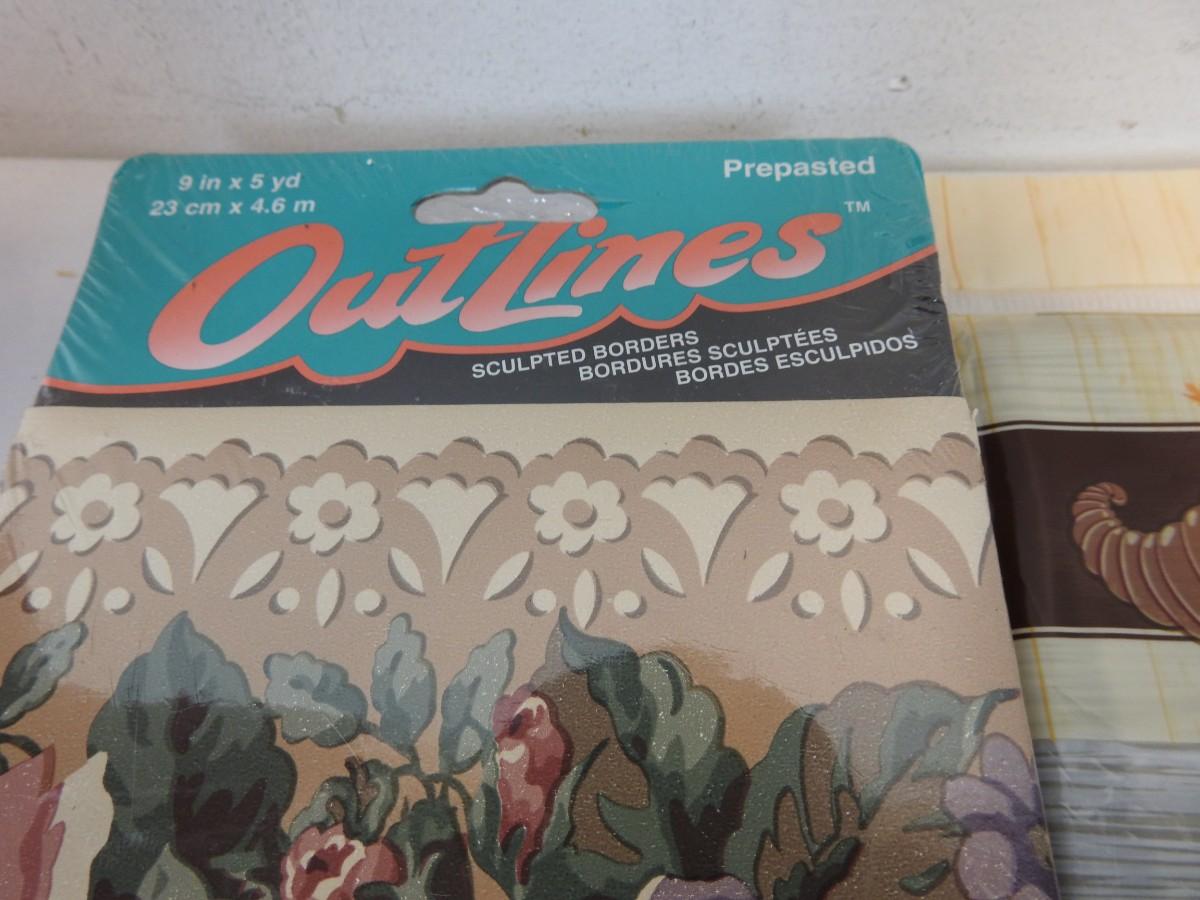 9 in x 5 yd
23 cm x 4.6 m
Prepasted
OutLines™
SCULPTED BORDERS
BORDURES SCULPTÉES
BORDES ESCULPIDOS